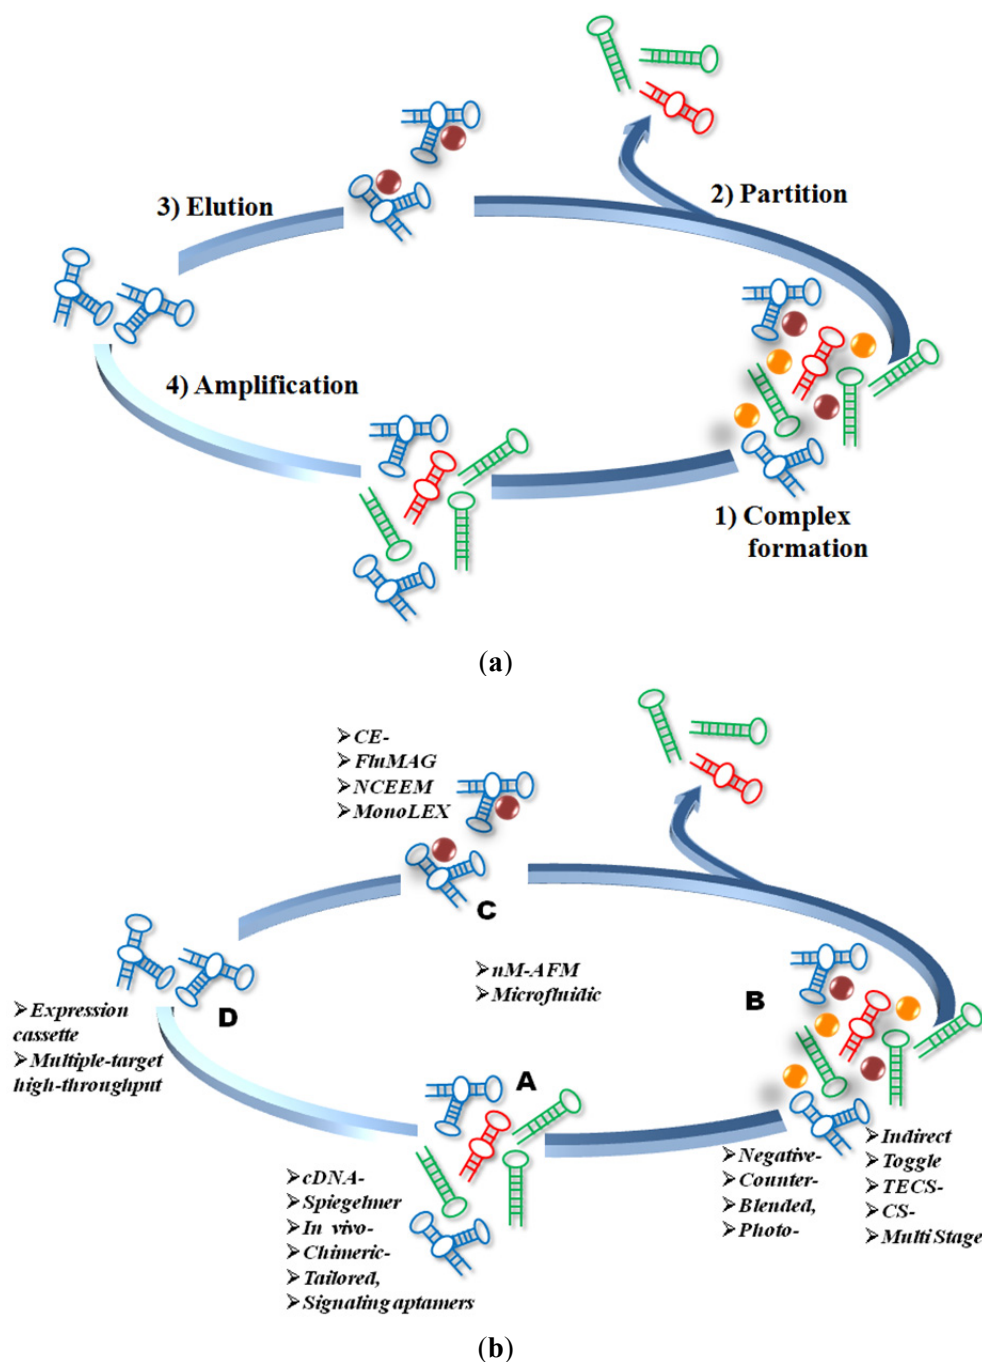 2) Partition
3) Elution
4) Amplification
1) Complex
formation
(a)
➢CE-
➢FluMAG
➢NCEEM
➢MonoLEX
C
➢nM-AFM
➢Microfluidic
B
D
➢Expression
cassette
➢Multiple-target
high-throughput
A
➢cDNA-
➢Spiegelmer
➢In vivo-
➢Chimeric-
➢Tailored,
➢Signaling aptamers
➢Negative-
➢Counter-
➢Blended,
➢Photo-
➢Indirect
➢Toggle
➢TECS-
➢CS-
➢Multi Stage
(b)